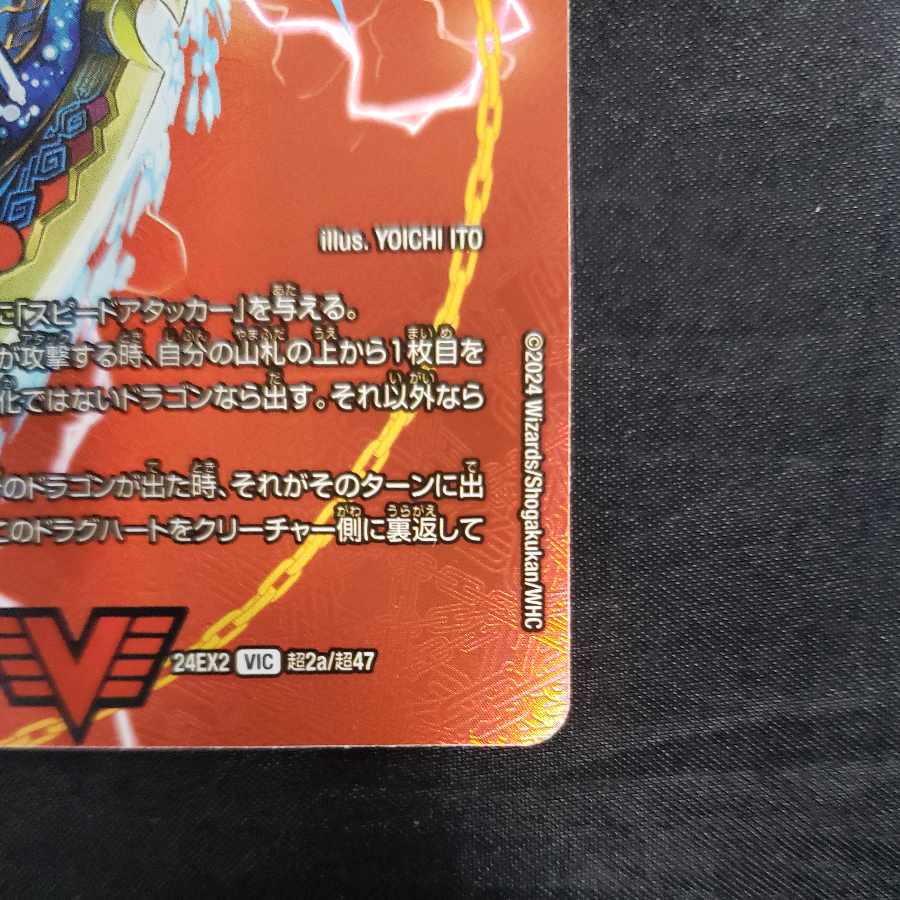 illus. YOICHI ITO
に「スピードアタッカー」を与える。
が攻撃する時、自分の山札の上から1枚目を
化ではないドラゴンなら出す。それ以外なら
のドラゴンが出た時、それがそのターンに出
このドラグハートをクリーチャー側に裏返して
©2024 Wizards/Shogakukan/WHC
V
24EX2 VIC 超2a/超47